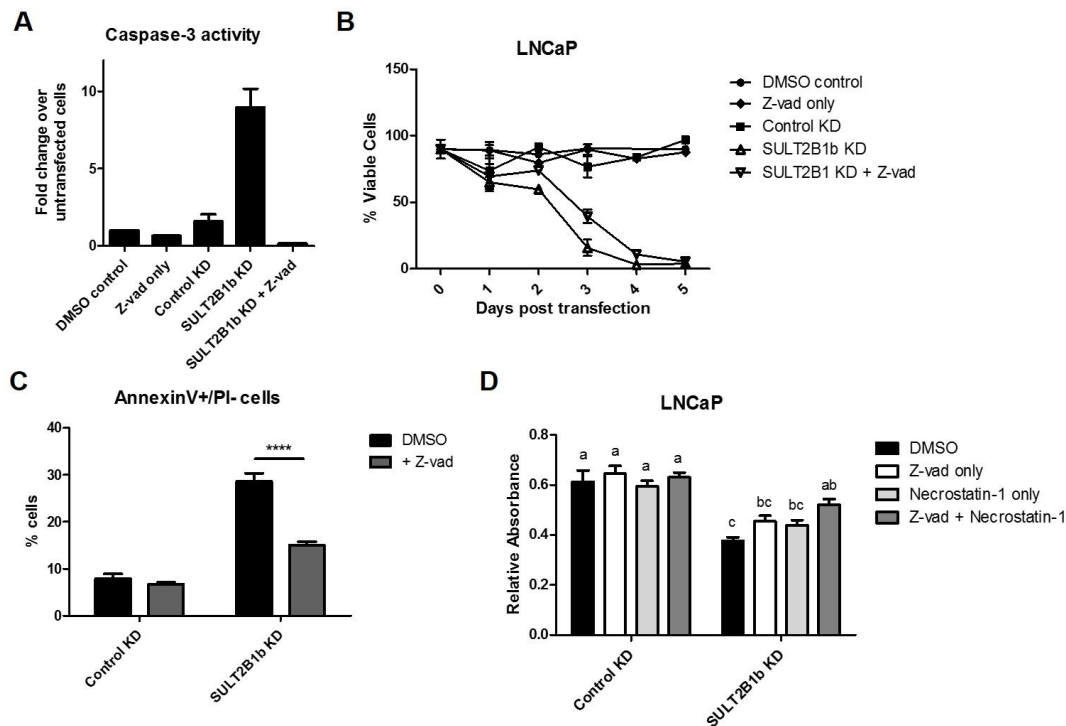 A
Caspase-3 activity
Fold change over
untransfected cells
10
5
0
DMSO control
Z-vad only
Control KD
SULT2B1b KD
SULT2B1b KD + Z-vad
B
LNCaP
% Viable Cells
150
100
50
0
0
1
2
3
4
5
Days post transfection
DMSO control
Z-vad only
Control KD
SULT2B1b KD
SULT2B1 KD + Z-vad
C
AnnexinV+/PI- cells
% cells
40
30
20
10
0
****
Control KD
SULT2B1b KD
DMSO
+ Z-vad
D
LNCaP
Relative Absorbance
0.8
0.6
0.4
0.2
0.0
a
a
a
a
c
bc
bc
ab
Control KD
SULT2B1b KD
DMSO
Z-vad only
Necrostatin-1 only
Z-vad + Necrostatin-1